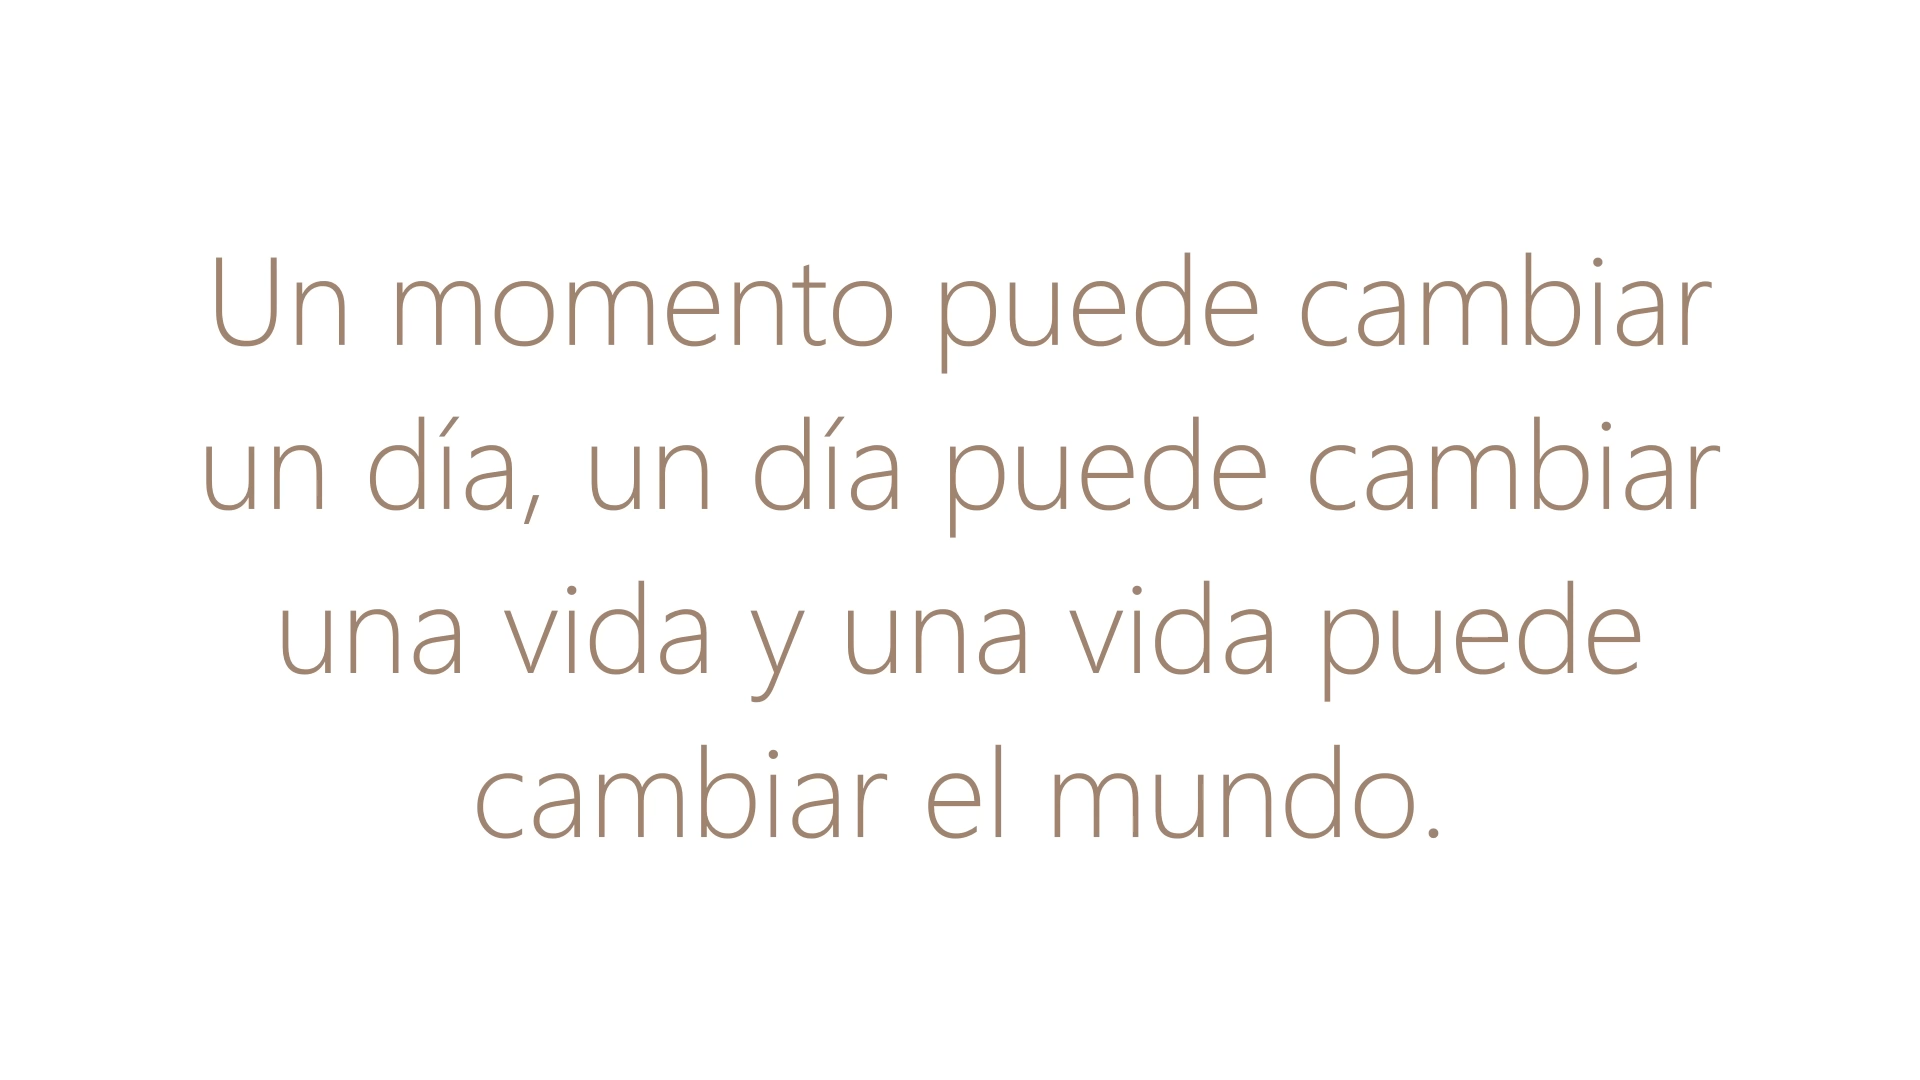 Un momento puede cambiar
un día, un día puede cambiar
una vida y una vida puede
cambiar el mundo.